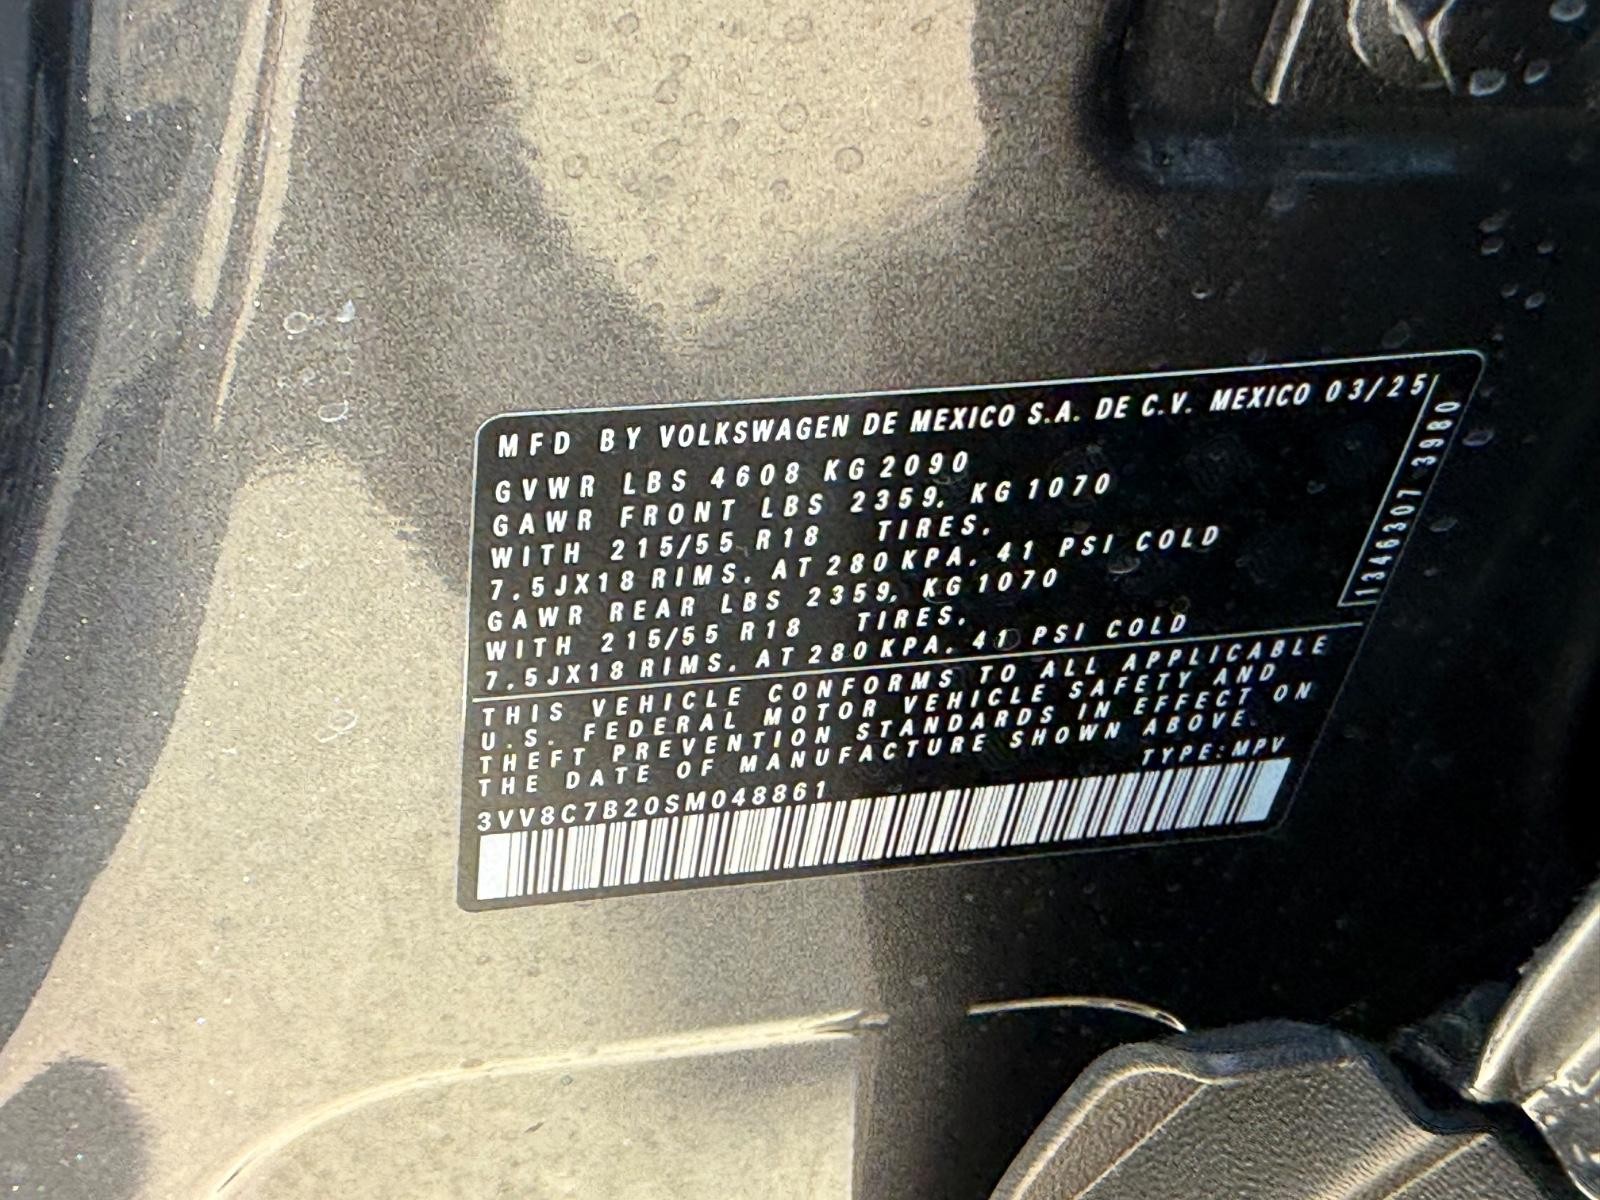 MFD BY VOLKSWAGEN DE MEXICO S.A. DE C.V. MEXICO 03/25
GVWR LBS 4608 KG 2090
GAWR FRONT LBS 2359, KG 1070
WITH 215/55 R18 TIRES,
7.5JX18 RIMS, AT 280 KPA, 41 PSI COLD
GAWR REAR LBS 2359, KG 1070
WITH 215/55 R18 TIRES,
7.5JX18 RIMS, AT 280 KPA, 41 PSI COLD
THIS VEHICLE CONFORMS TO ALL APPLICABLE
U.S. FEDERAL MOTOR VEHICLE SAFETY AND
THEFT PREVENTION STANDARDS IN EFFECT ON
THE DATE OF MANUFACTURE SHOWN ABOVE.
TYPE: MPV
3VV8C7B20SM048861
1346307 3980